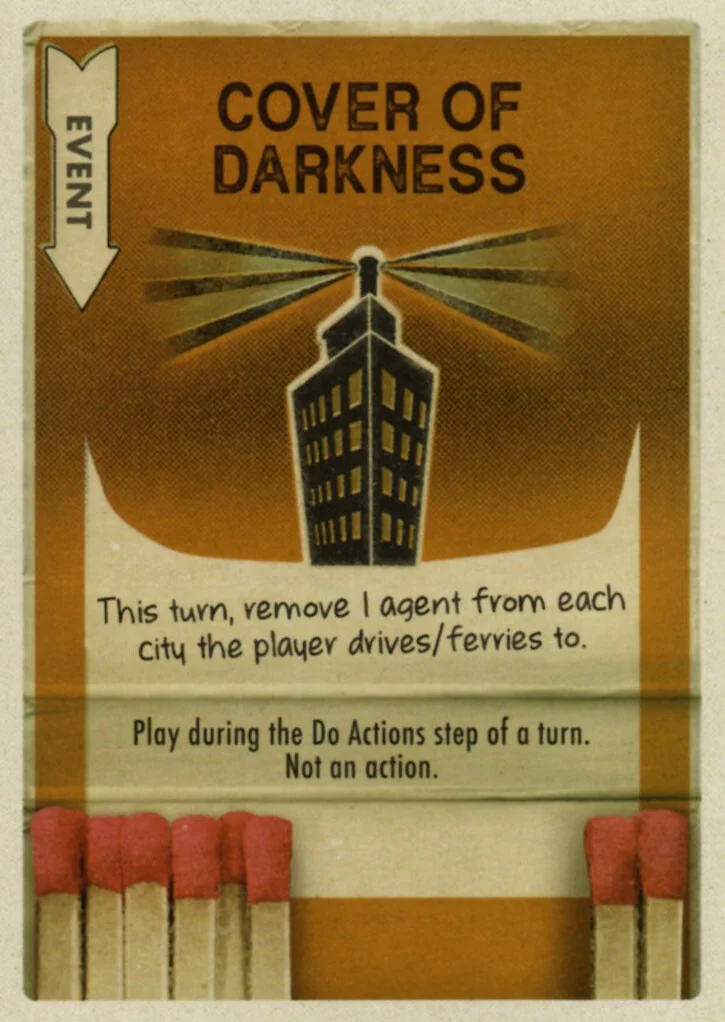 EVENT
COVER OF
DARKNESS
This turn, remove 1 agent from each
city the player drives/ferries to.
Play during the Do Actions step of a turn.
Not an action.